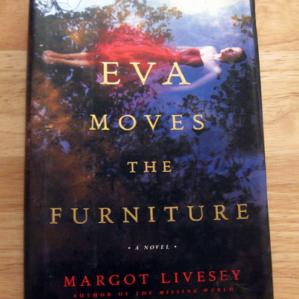 EVA
MOVES
THE
FURNITURE
• A NOVEL •
MARGOT LIVESEY
AUTHOR OF THE MISSING WORLD